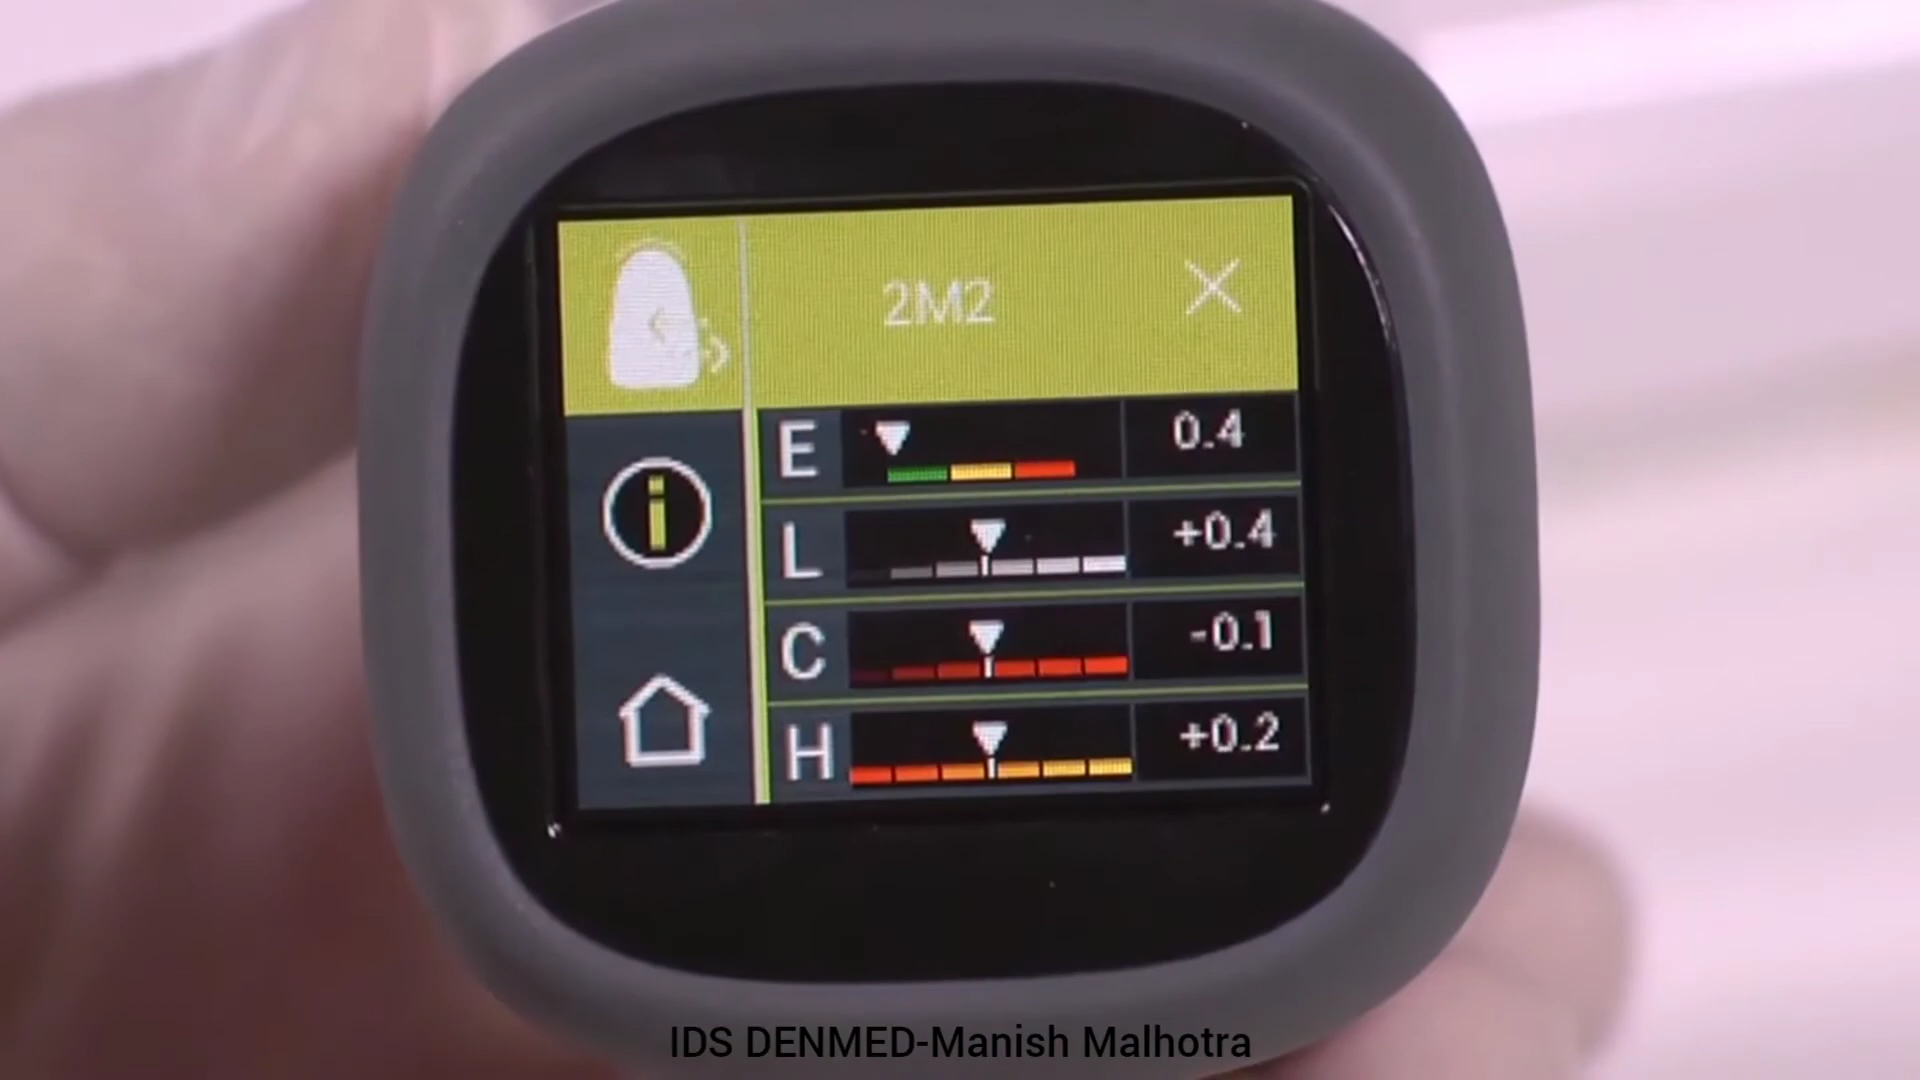 2M2
E 0.4
L +0.4
C -0.1
H +0.2
IDS DENMED-Manish Malhotra